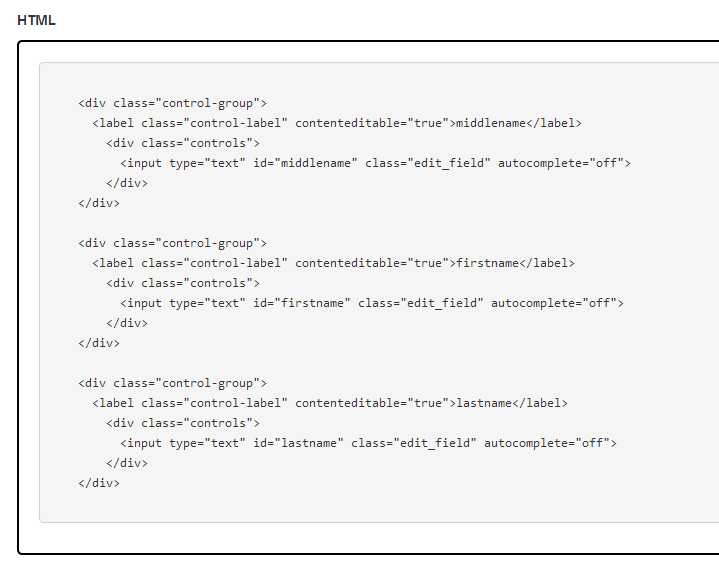 HTML
<div class="control-group">
<label class="control-label" contenteditable="true">middlename</label>
<div class="controls">
<input type="text" id="middlename" class="edit_field" autocomplete="off">
</div>
</div>
<div class="control-group">
<label class="control-label" contenteditable="true">firstname</label>
<div class="controls">
<input type="text" id="firstname" class="edit_field" autocomplete="off">
</div>
</div>
<div class="control-group">
<label class="control-label" contenteditable="true">lastname</label>
<div class="controls">
<input type="text" id="lastname" class="edit_field" autocomplete="off">
</div>
</div>